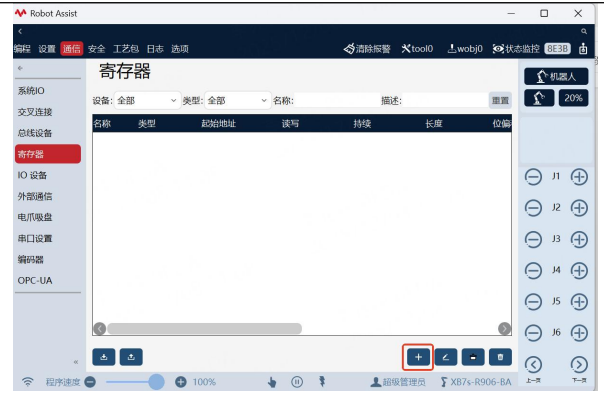 Robot Assist
编程 设置 通信 安全 工艺包 日志 选项 清除报警 tool0 wobj0 状态监控 8E3B
寄存器
机器人
20%
系统IO
交叉连接
总线设备
寄存器
IO 设备
外部通信
电爪吸盘
串口设置
编码器
OPC-UA
设备: 全部 类型: 全部 名称: 描述: 重置
名称 类型 起始地址 读写 持续 长度 位偏
J1
J2
J3
J4
J5
J6
上一页 下一页
程序速度 100% 超级管理员 XB7s-R906-BA